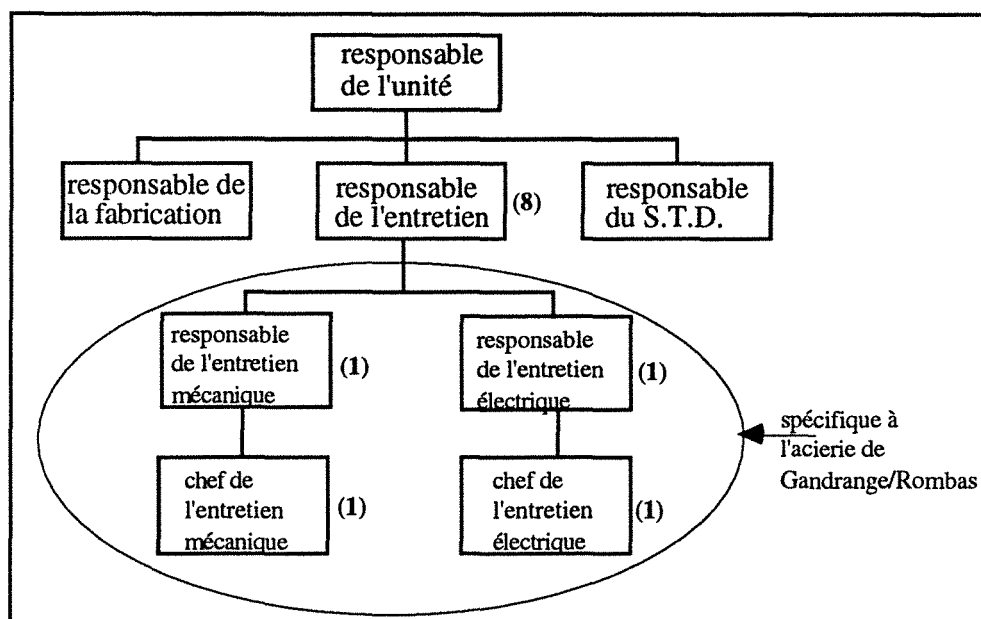 responsable
de l'unité
responsable de
la fabrication
responsable
de l'entretien
(8)
responsable
du S.T.D.
responsable
de l'entretien
mécanique
(1)
responsable
de l'entretien
électrique
(1)
spécifique à
l'acierie de
Gandrange/Rombas
chef de
l'entretien
mécanique
(1)
chef de
l'entretien
électrique
(1)